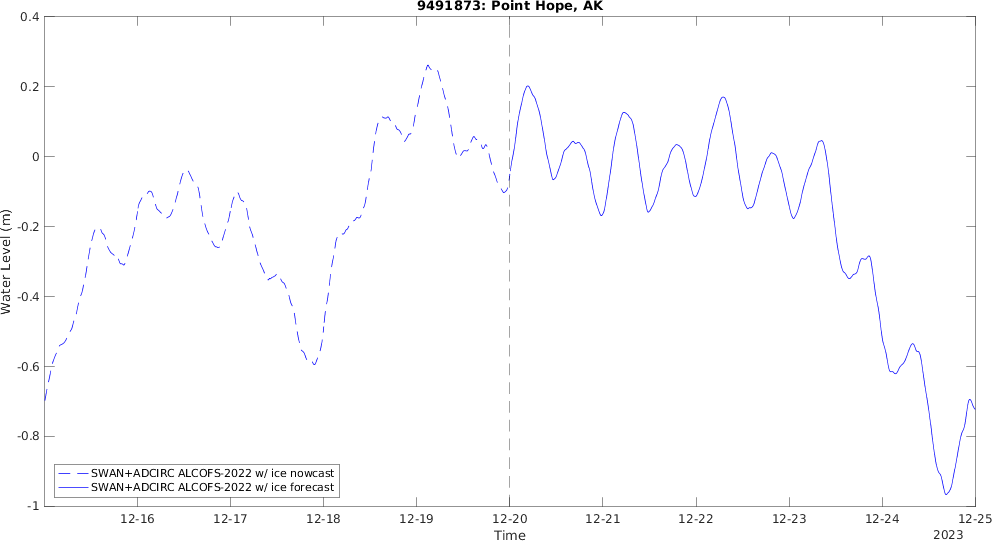 9491873: Point Hope, AK
0.4
0.2
0
-0.2
-0.4
-0.6
-0.8
-1
Water Level (m)
SWAN+ADCIRC ALCOFS-2022 w/ ice nowcast
SWAN+ADCIRC ALCOFS-2022 w/ ice forecast
12-16 12-17 12-18 12-19 12-20 12-21 12-22 12-23 12-24 12-25
Time
2023